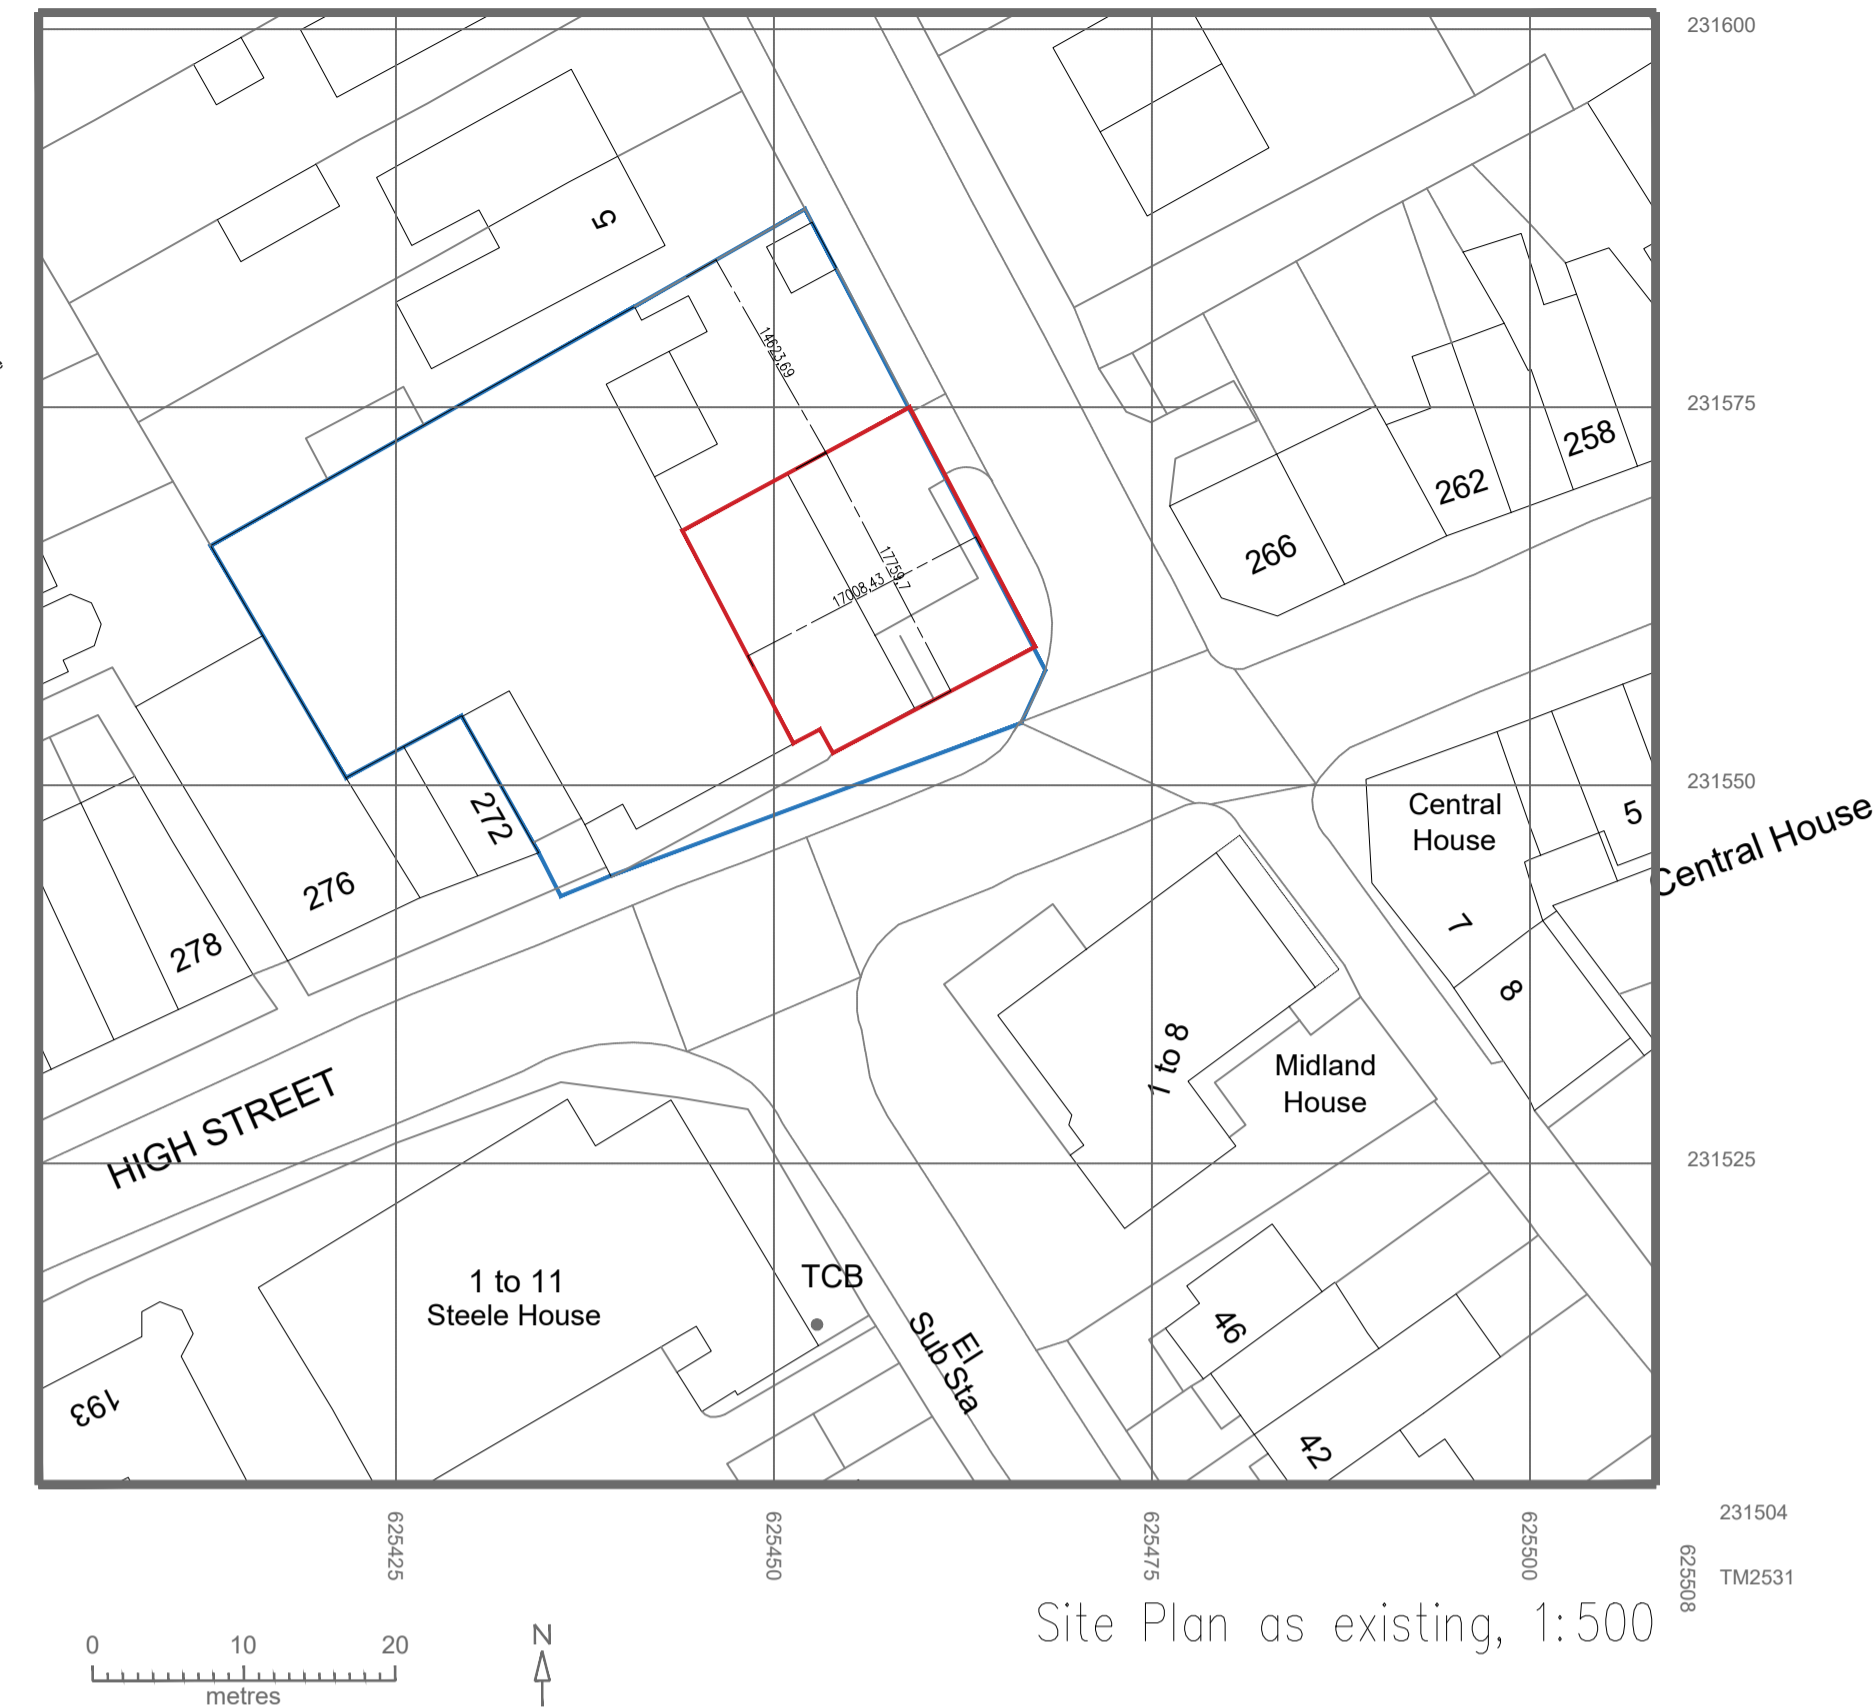 231600
5
14623,69
231575
258
262
266
17759,7
17008,43
231550
Central
House
5
Central House
272
276
7
278
8
1 to 8
Midland
House
HIGH STREET
231525
1 to 11
Steele House
TCB
El
Sub Sta
46
193
42
625425
625450
625475
625500
625508
231504
TM2531
Site Plan as existing, 1:500
0 10 20
metres
N